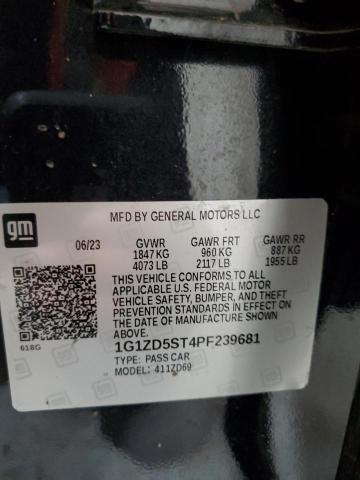 MFD BY GENERAL MOTORS LLC
gm
06/23 GVWR GAWR FRT GAWR RR
1847 KG 960 KG 887 KG
4073 LB 2117 LB 1955 LB
THIS VEHICLE CONFORMS TO ALL
APPLICABLE U.S. FEDERAL MOTOR
VEHICLE SAFETY, BUMPER, AND THEFT
PREVENTION STANDARDS IN EFFECT ON
THE DATE OF MANUFACTURE SHOWN
ABOVE.
618G
1G1ZD5ST4PF239681
TYPE: PASS CAR
MODEL: 411ZD69